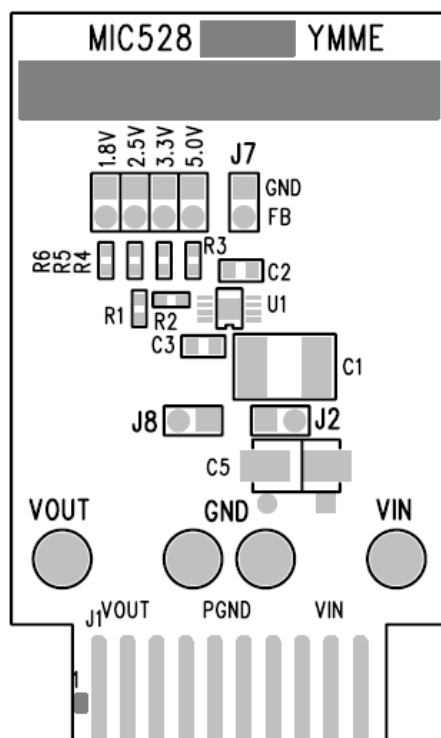 MIC528 YMME
1.8V 2.5V 3.3V 5.0V J7
GND
FB
R6 R5 R4 R3
C2
R1 R2 U1
C3
C1
J8 J2
C5
VOUT GND VIN
J1 VOUT PGND VIN
1